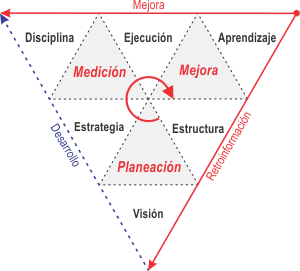 Mejora
Disciplina
Ejecución
Aprendizaje
Medición
Mejora
Estrategia
Estructura
Desarrollo
Retroinformación
Planeación
Visión